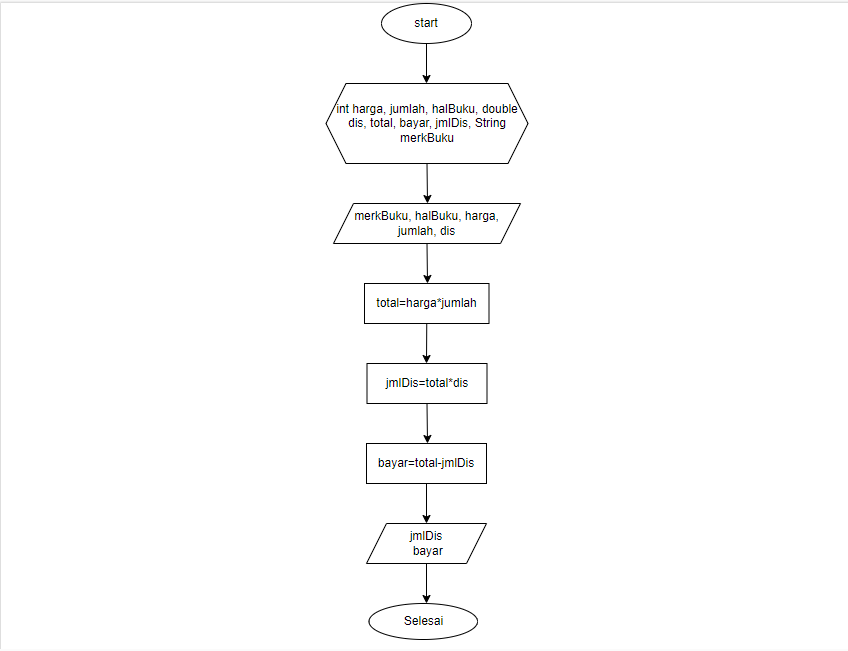 start
int harga, jumlah, halBuku, double
dis, total, bayar, jmlDis, String
merkBuku
merkBuku, halBuku, harga,
jumlah, dis
total=harga*jumlah
jmlDis=total*dis
bayar=total-jmlDis
jmlDis
bayar
Selesai